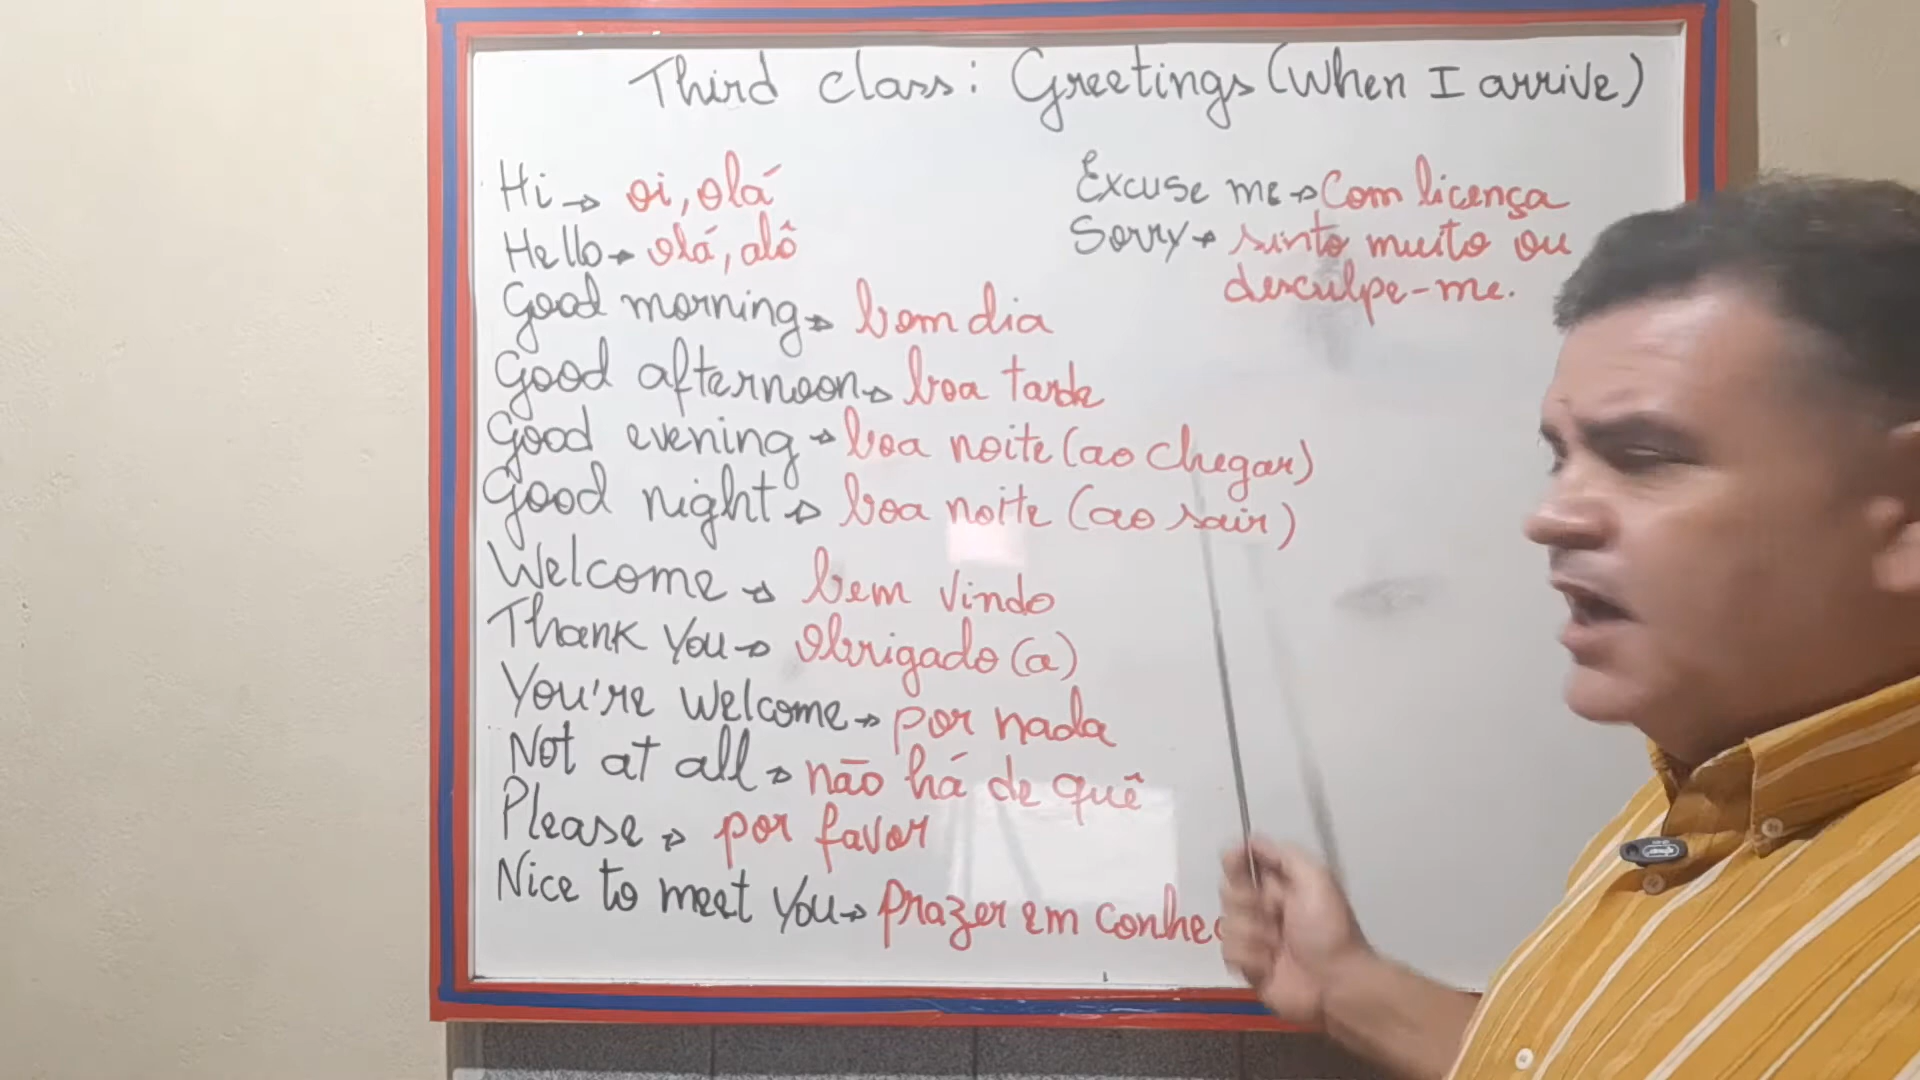 Third class: Greetings (When I arrive)
Hi → oi, olá
Hello → olá, alô
Good morning → bom dia
Good afternoon → boa tarde
Good evening → boa noite (ao chegar)
Good night → boa noite (ao sair)
Welcome → bem vindo
Thank you → obrigado (a)
You're welcome → por nada
Not at all → não há de quê
Please → por favor
Nice to meet you → prazer em conhec
Excuse me → Com licença
Sorry → sinto muito ou
desculpe-me.